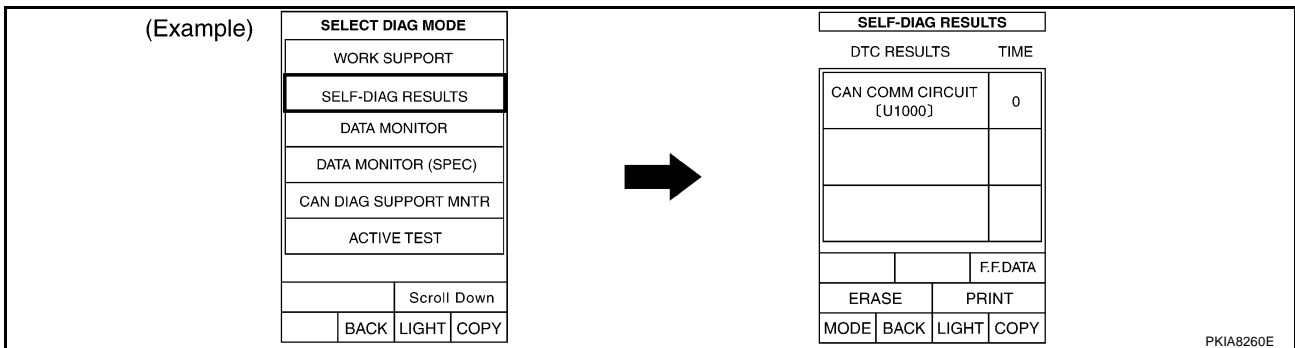 (Example)
SELECT DIAG MODE
WORK SUPPORT
SELF-DIAG RESULTS
DATA MONITOR
DATA MONITOR (SPEC)
CAN DIAG SUPPORT MNTR
ACTIVE TEST
Scroll Down
BACK LIGHT COPY
SELF-DIAG RESULTS
DTC RESULTS TIME
CAN COMM CIRCUIT 0
〔U1000〕
F.F.DATA
ERASE PRINT
MODE BACK LIGHT COPY
PKIA8260E